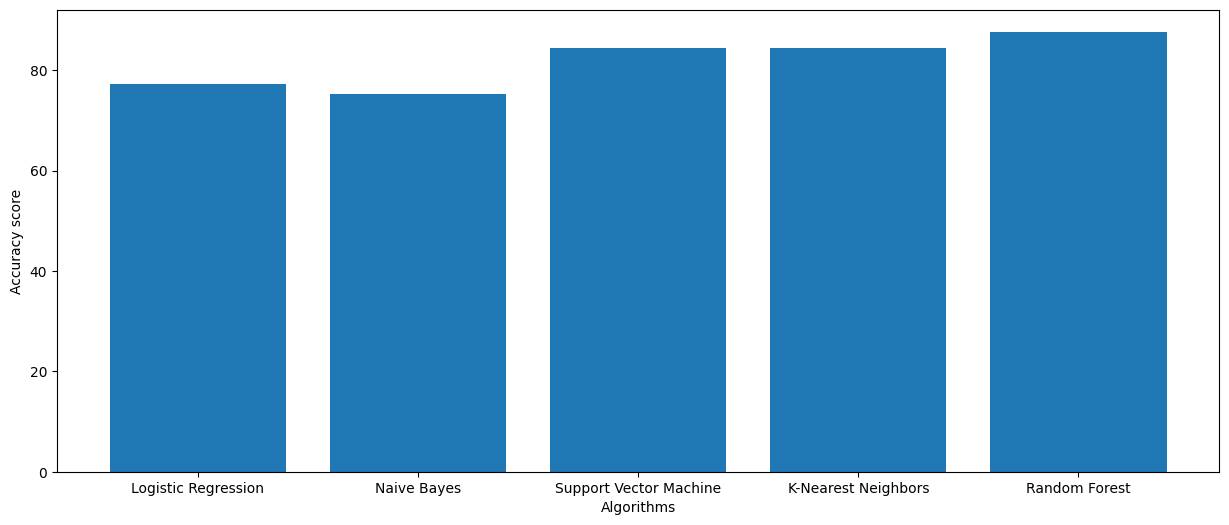 Accuracy score
80
60
40
20
0
Logistic Regression
Naive Bayes
Support Vector Machine
K-Nearest Neighbors
Random Forest
Algorithms